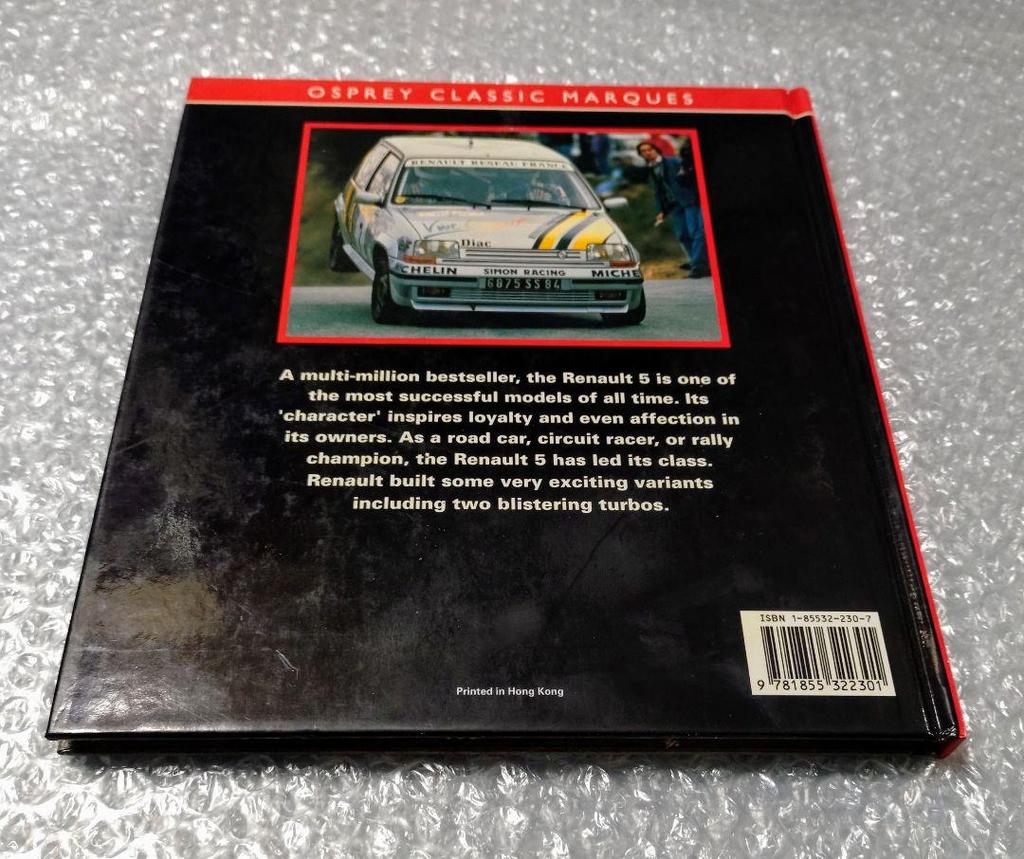 OSPREY CLASSIC MARQUES
RENAULT RESEAU FRANCE
Diac
CHELIN SIMON RACING MICHE
6875 SS 84
A multi-million bestseller, the Renault 5 is one of
the most successful models of all time. Its
'character' inspires loyalty and even affection in
its owners. As a road car, circuit racer, or rally
champion, the Renault 5 has led its class.
Renault built some very exciting variants
including two blistering turbos.
ISBN 1-85532-230-7
9 781855 322301
Printed in Hong Kong